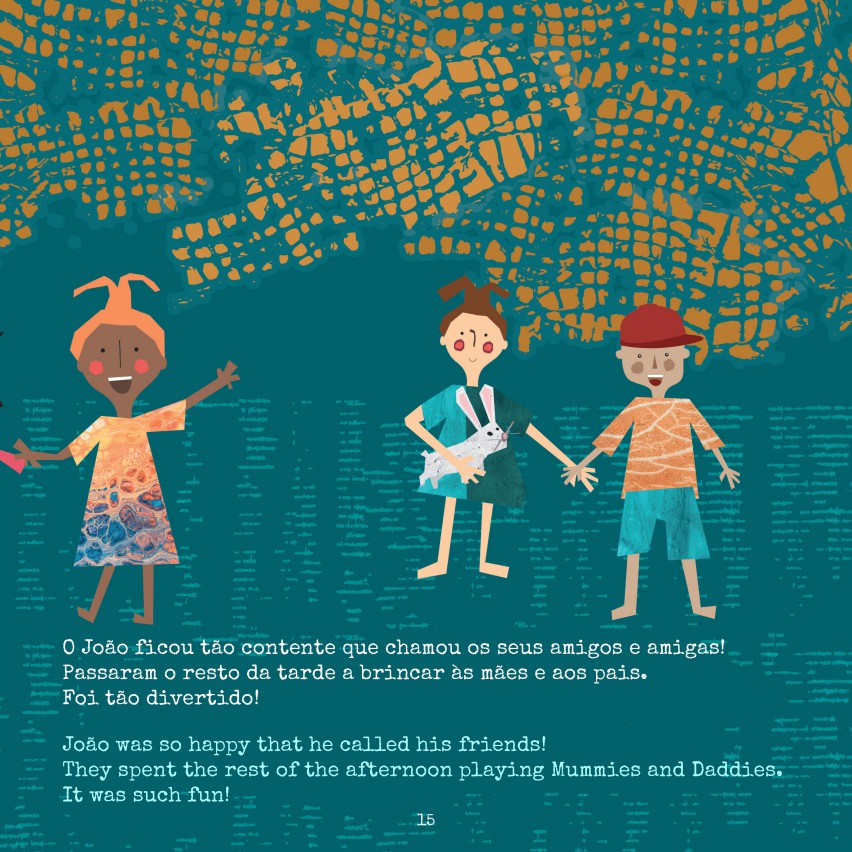 O João ficou tão contente que chamou os seus amigos e amigas!
Passaram o resto da tarde a brincar às mães e aos pais.
Foi tão divertido!
João was so happy that he called his friends!
They spent the rest of the afternoon playing Mummies and Daddies.
It was such fun!
15